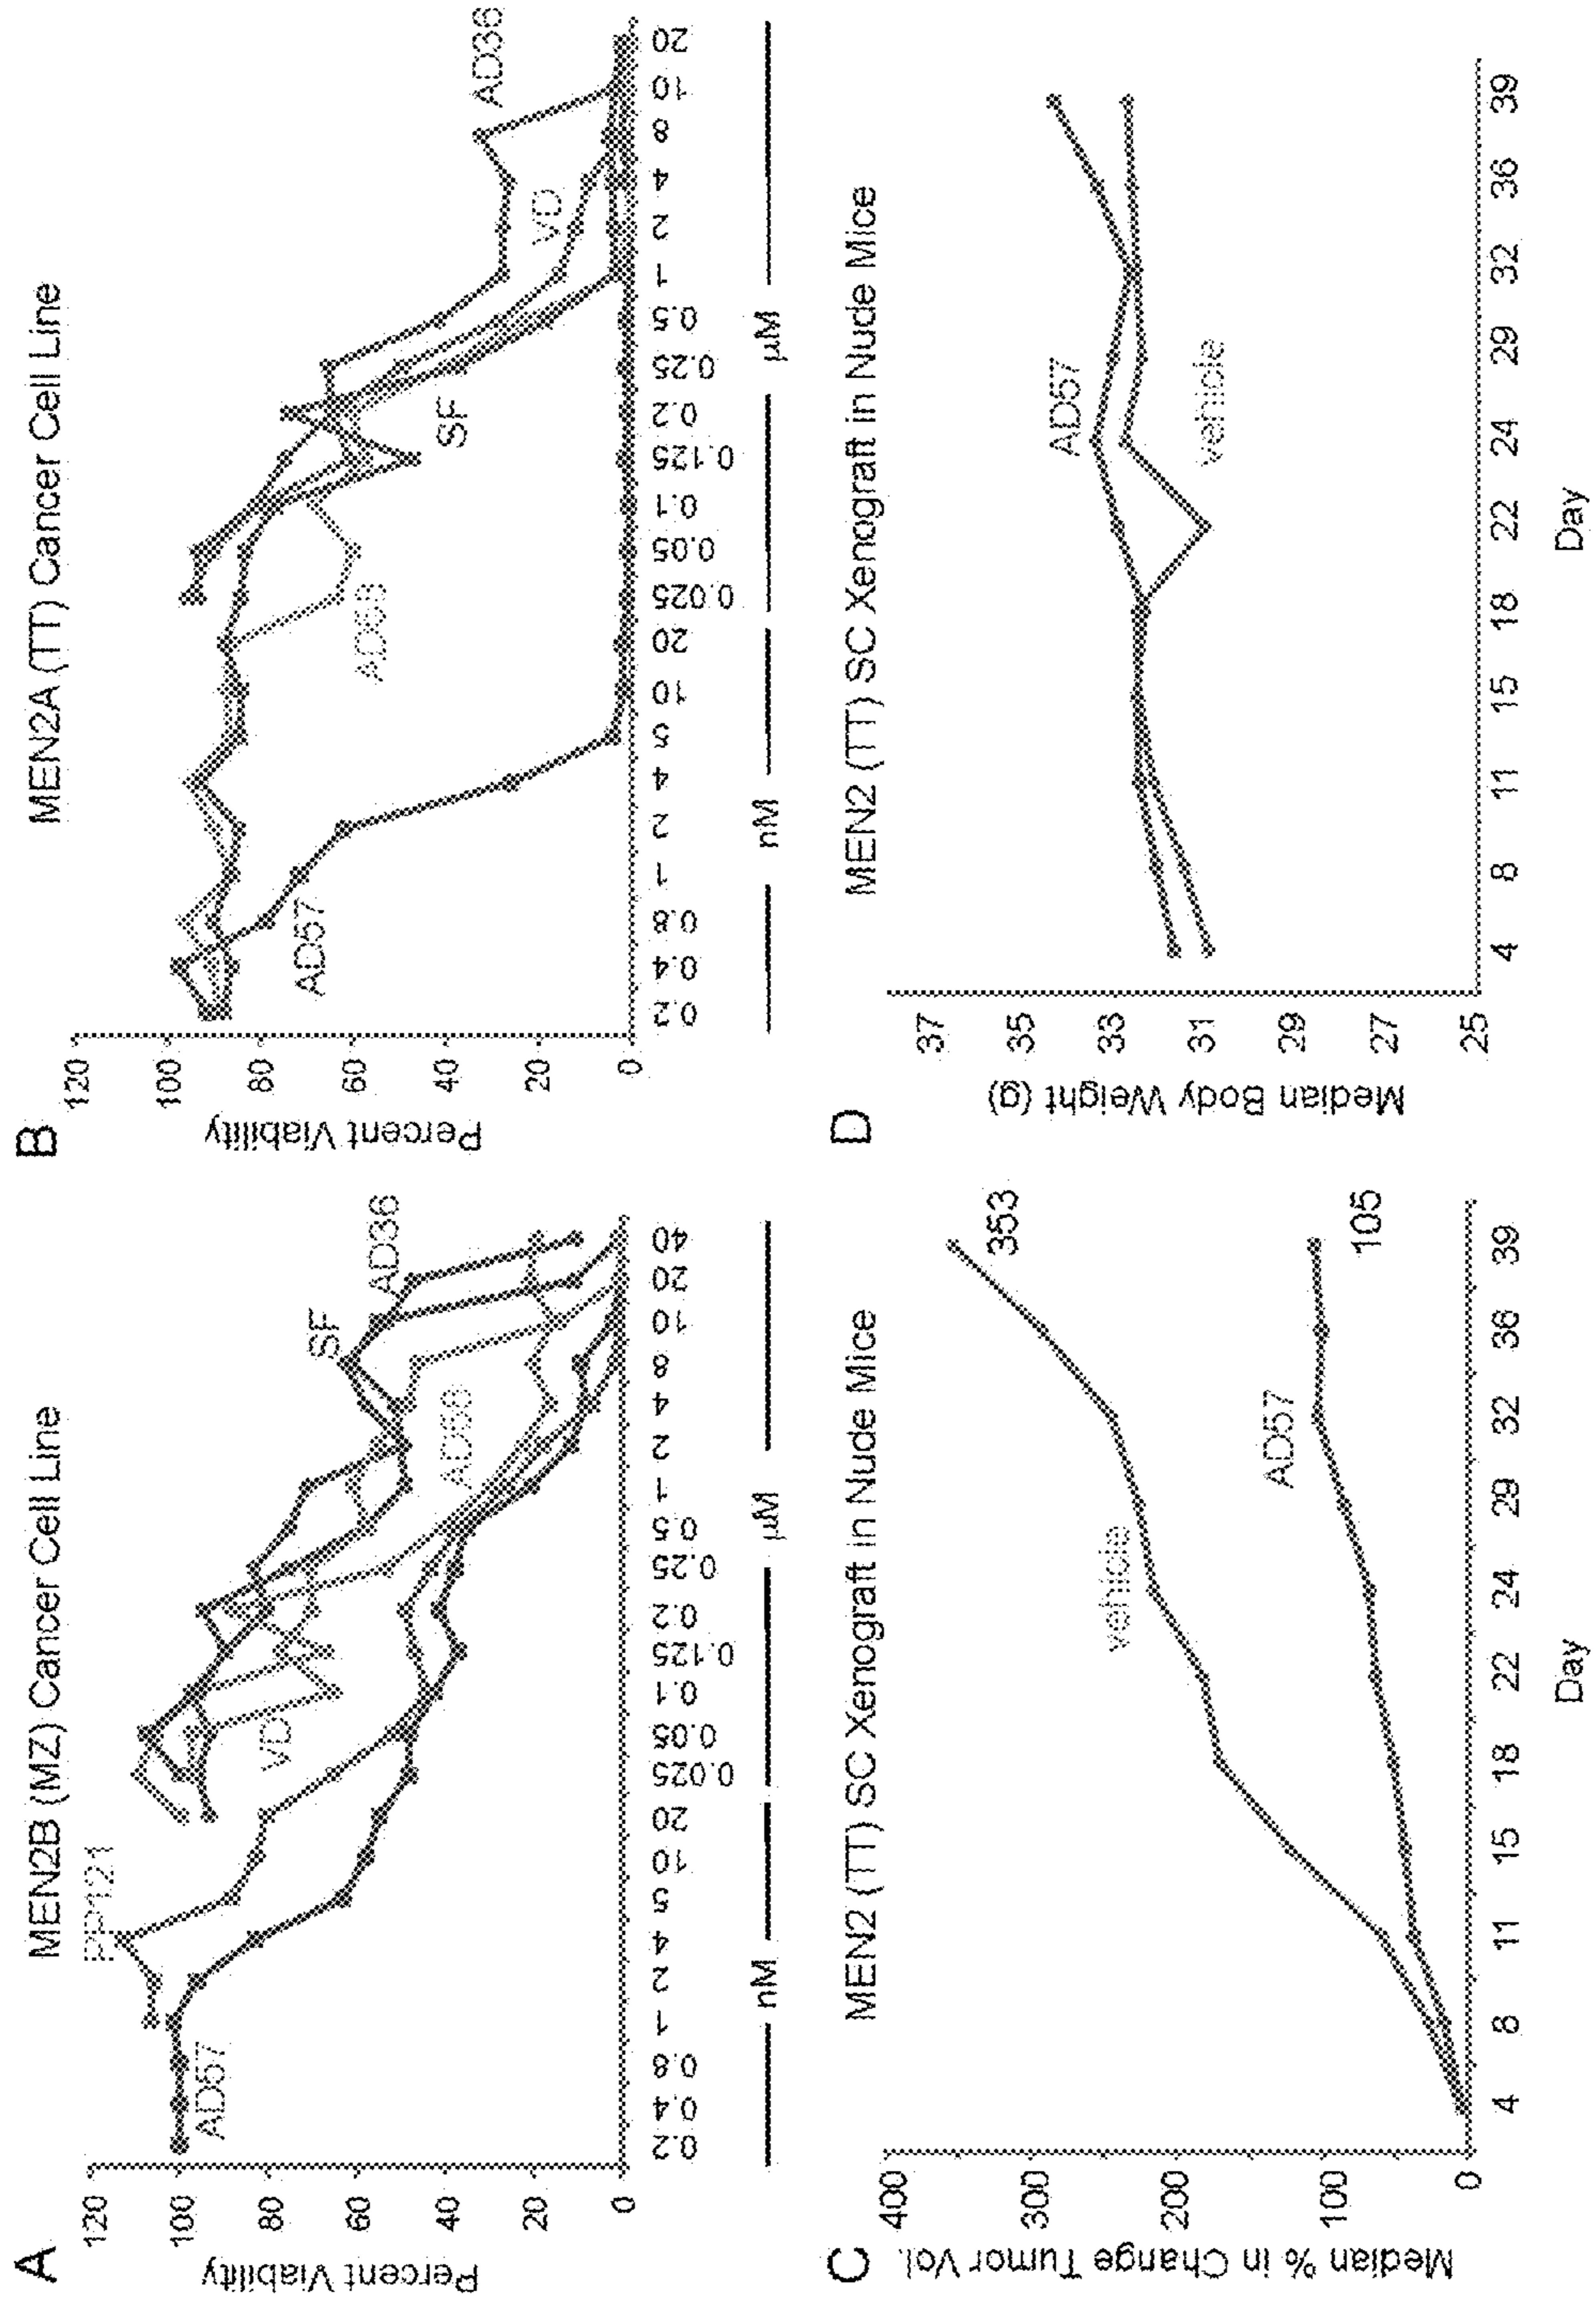 A
MEN2B (MZ) Cancer Cell Line
Percent Viability
120
100
80
60
40
20
0
PP121
AD57
VD
SF
AD36
0.2 0.4 0.8 1 2 4 5 10 20 0.025 0.05 0.1 0.125 0.2 0.25 0.5 1 2 4 8 10 20 40
nM
µM
B
MEN2A (TT) Cancer Cell Line
Percent Viability
120
100
80
60
40
20
0
AD57
SF
VD
AD36
0.2 0.4 0.8 1 2 4 5 10 20 0.025 0.05 0.1 0.125 0.2 0.25 0.5 1 2 4 8 10 20
nM
µM
C
MEN2 (TT) SC Xenograft in Nude Mice
Median % in Change Tumor Vol.
400
300
200
100
0
vehicle
AD57
353
105
4 8 11 15 18 22 24 29 32 36 39
Day
D
MEN2 (TT) SC Xenograft in Nude Mice
Median Body Weight (g)
37
35
33
31
29
27
25
AD57
vehicle
4 8 11 15 18 22 24 29 32 36 39
Day